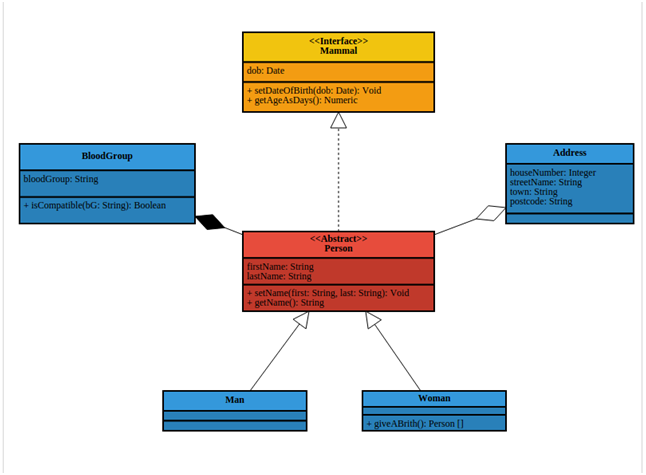 <<Interface>>
Mammal
dob: Date
+ setDateOfBirth(dob: Date): Void
+ getAgeAsDays(): Numeric
BloodGroup
bloodGroup: String
+ isCompatible(bG: String): Boolean
Address
houseNumber: Integer
streetName: String
town: String
postcode: String
<<Abstract>>
Person
firstName: String
lastName: String
+ setName(first: String, last: String): Void
+ getName(): String
Man
Woman
+ giveABrith(): Person []